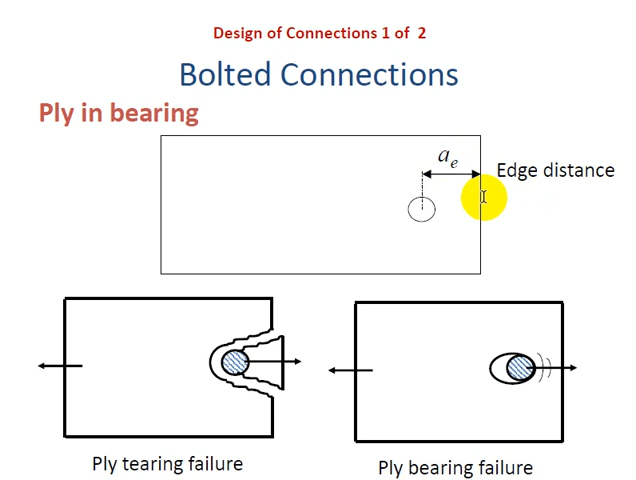 Design of Connections 1 of 2
Bolted Connections
Ply in bearing
a_e
Edge distance
Ply tearing failure
Ply bearing failure